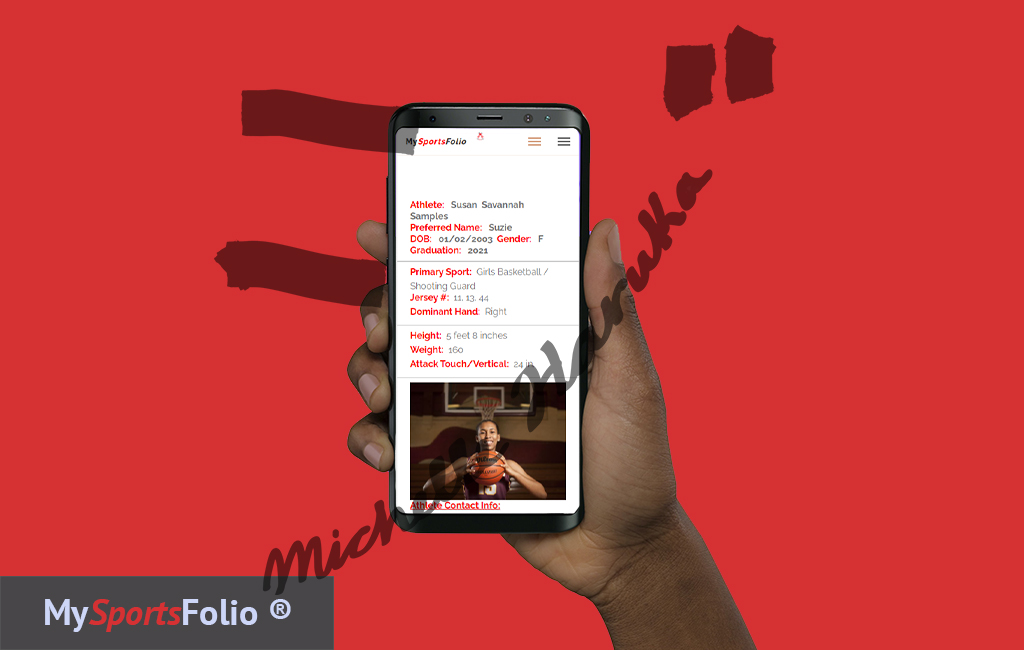 MySportsFolio
Athlete: Susan Savannah
Samples
Preferred Name: Suzie
DOB: 01/02/2003 Gender: F
Graduation: 2021
Primary Sport: Girls Basketball /
Shooting Guard
Jersey #: 11, 13, 44
Dominant Hand: Right
Height: 5 feet 8 inches
Weight: 160
Attack Touch/Vertical: 24 in
Athlete Contact Info:
Haruka
MySportsFolio ®